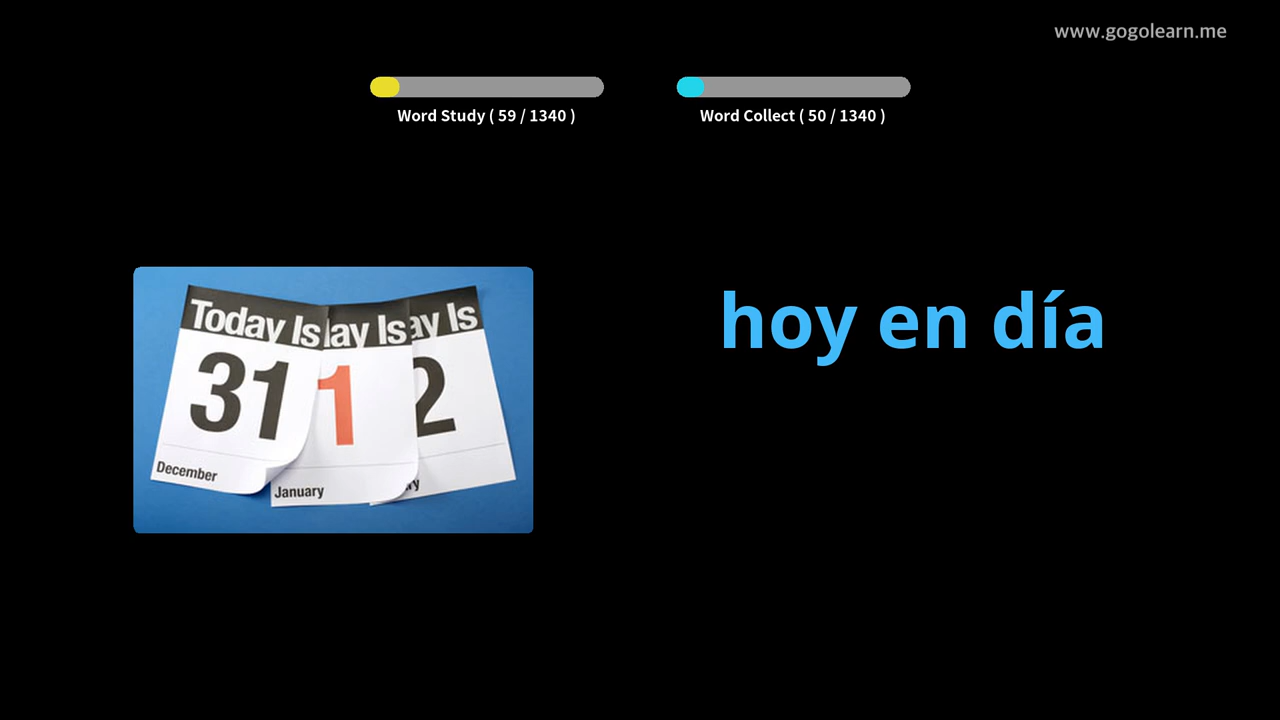 www.gogolearn.me
Word Study ( 59 / 1340 )
Word Collect ( 50 / 1340 )
hoy en día
Today Is
ay Is
ay Is
31
1
2
December
January
ry